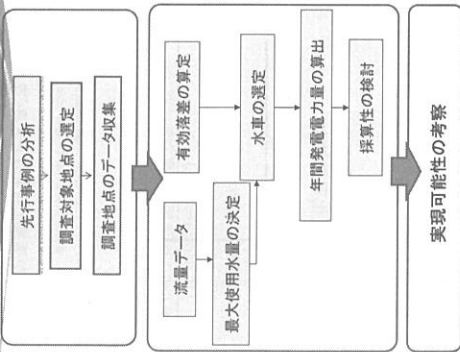 先行事例の分析
調査対象地点の選定
調査地点のデータ収集
流量データ
最大使用水量の決定
有効落差の算定
水車の選定
年間発電電力量の算出
採算性の検討
実現可能性の考察